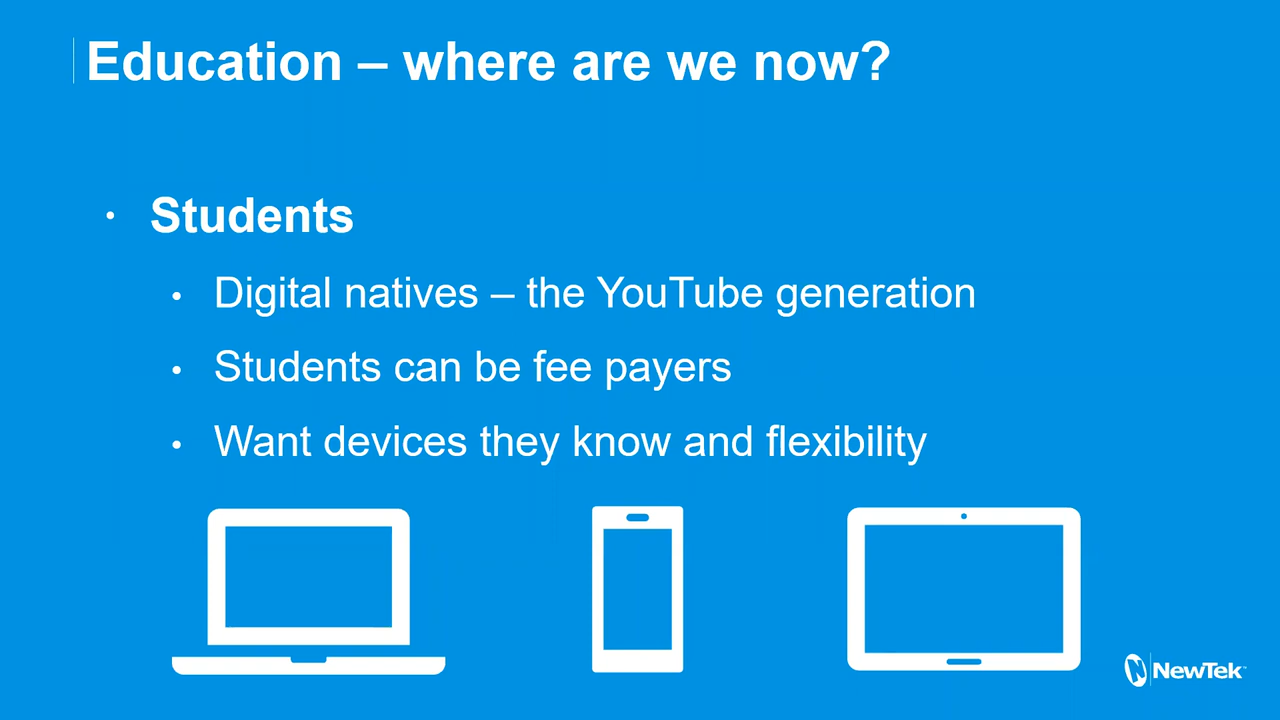 Education – where are we now?
• Students
• Digital natives – the YouTube generation
• Students can be fee payers
• Want devices they know and flexibility
NewTek™